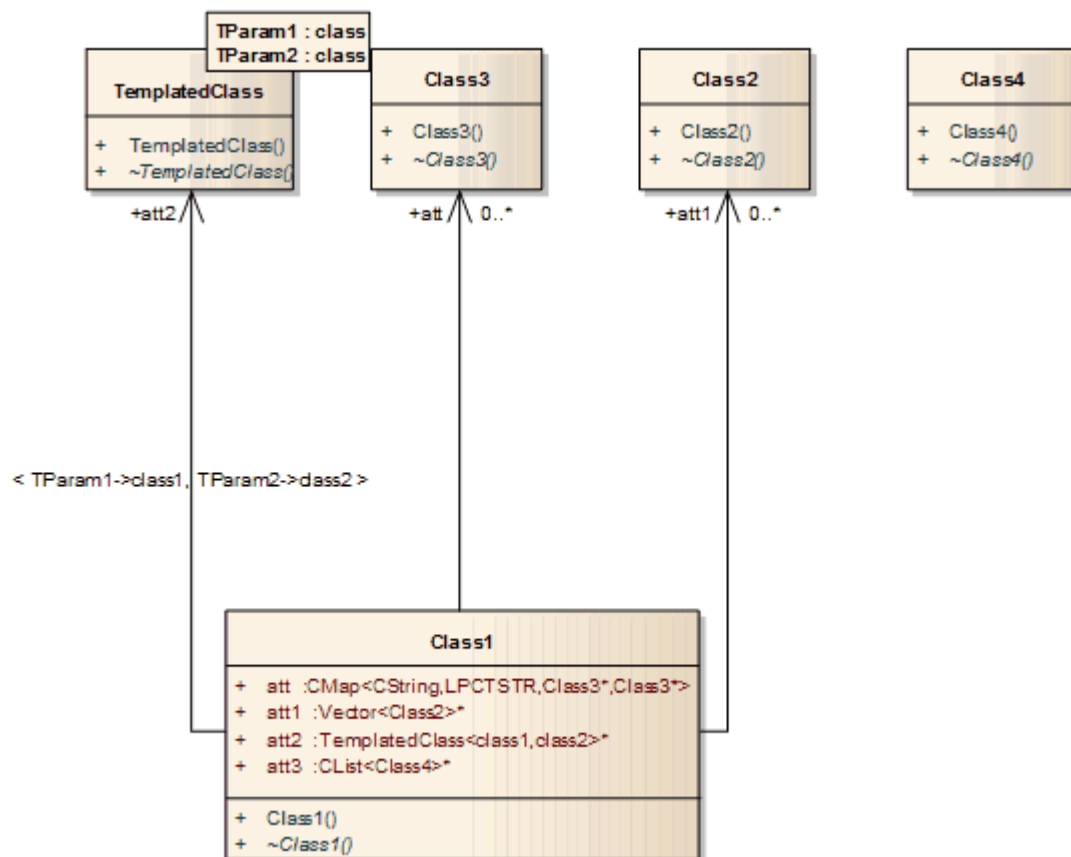 TParam1 : class
TParam2 : class
TemplatedClass
+ TemplatedClass()
+ ~TemplatedClass()
Class3
+ Class3()
+ ~Class3()
Class2
+ Class2()
+ ~Class2()
Class4
+ Class4()
+ ~Class4()
+att2
+att 0..*
+att1 0..*
< TParam1->class1, TParam2->class2 >
Class1
+ att :CMap<CString,LPCTSTR,Class3*,Class3*>
+ att1 :Vector<Class2>*
+ att2 :TemplatedClass<class1,class2>*
+ att3 :CList<Class4>*
+ Class1()
+ ~Class1()